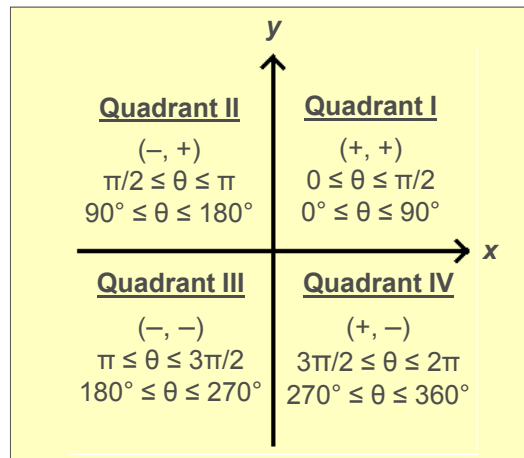 y
Quadrant II
(–, +)
π/2 ≤ θ ≤ π
90° ≤ θ ≤ 180°
Quadrant I
(+, +)
0 ≤ θ ≤ π/2
0° ≤ θ ≤ 90°
x
Quadrant III
(–, –)
π ≤ θ ≤ 3π/2
180° ≤ θ ≤ 270°
Quadrant IV
(+, –)
3π/2 ≤ θ ≤ 2π
270° ≤ θ ≤ 360°